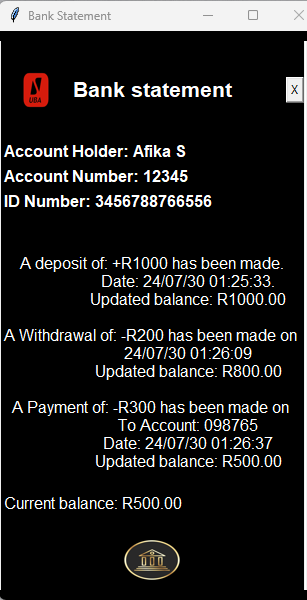 Bank Statement
UBA
Bank statement
X
Account Holder: Afika S
Account Number: 12345
ID Number: 3456788766556
A deposit of: +R1000 has been made.
Date: 24/07/30 01:25:33.
Updated balance: R1000.00
A Withdrawal of: -R200 has been made on
24/07/30 01:26:09
Updated balance: R800.00
A Payment of: -R300 has been made on
To Account: 098765
Date: 24/07/30 01:26:37
Updated balance: R500.00
Current balance: R500.00